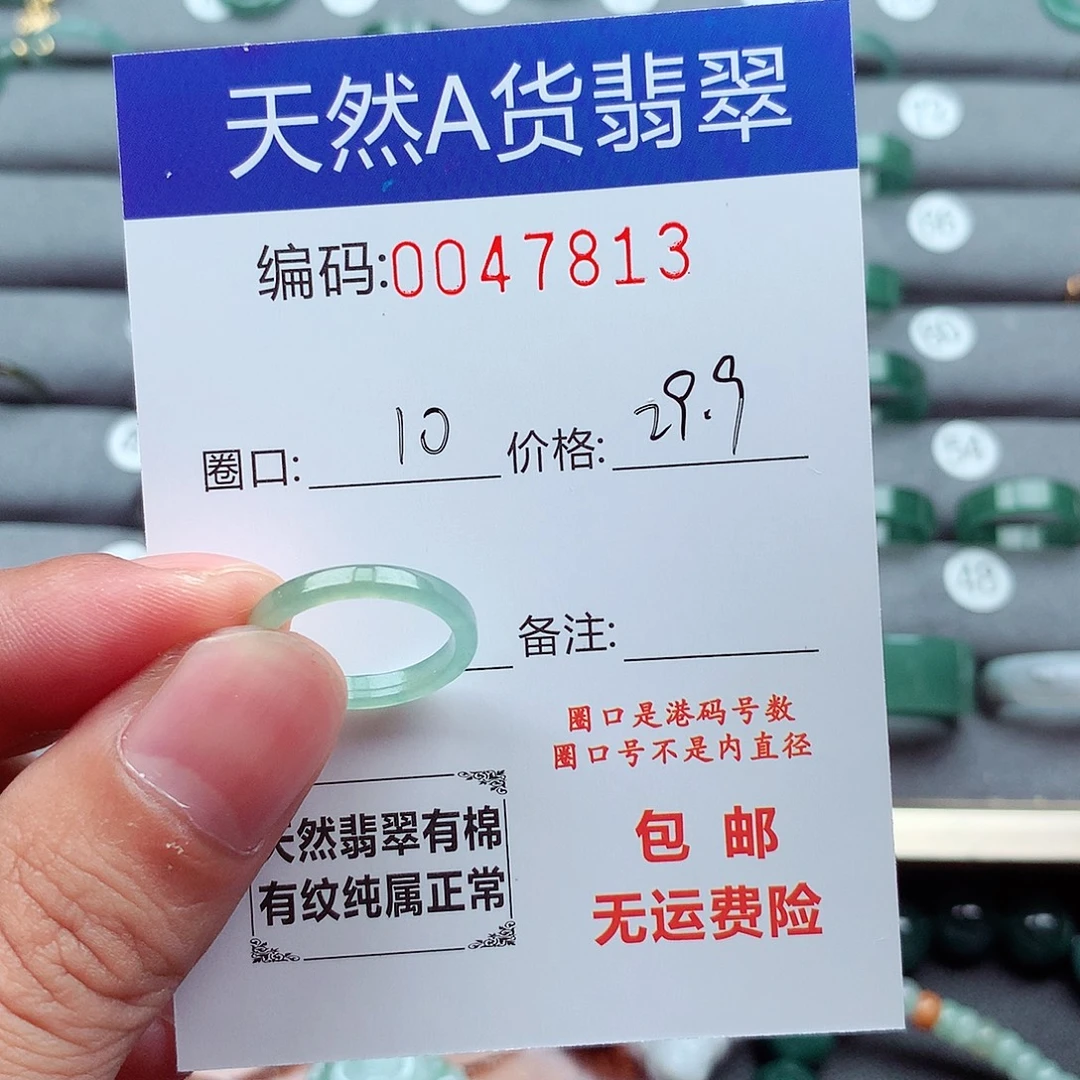 天然A货翡翠
编码:0047813
圈口: 10 价格: 29.9
备注:
圈口是港码号数
圈口号不是内直径
天然翡翠有棉
有纹纯属正常
包邮
无运费险
54
48